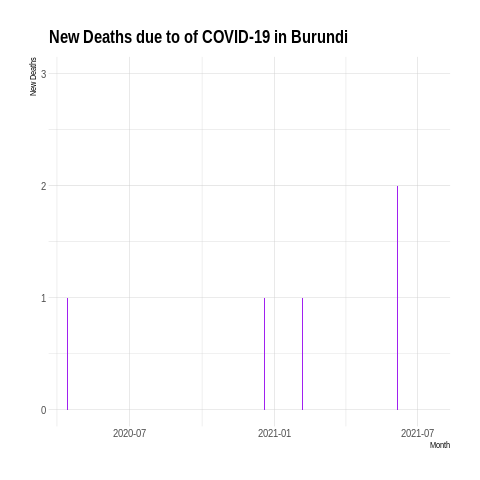 New Deaths due to of COVID-19 in Burundi
New Deaths
3
2
1
0
2020-07
2021-01
2021-07
Month